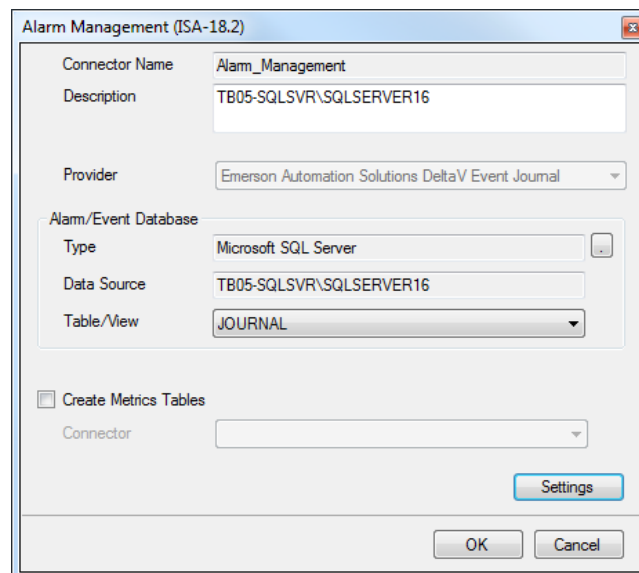 Alarm Management (ISA-18.2)
Connector Name Alarm_Management
Description TB05-SQLSVR\SQLSERVER16
Provider Emerson Automation Solutions DeltaV Event Journal
Alarm/Event Database
Type Microsoft SQL Server .
Data Source TB05-SQLSVR\SQLSERVER16
Table/View JOURNAL
Create Metrics Tables
Connector
Settings
OK Cancel